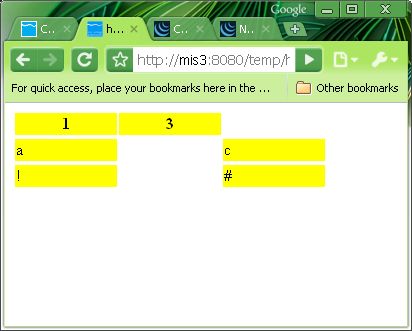 Google
C...
h...
C...
N...
http://mis3:8080/temp/h
For quick access, place your bookmarks here in the ...
Other bookmarks
1 3
a c
! #